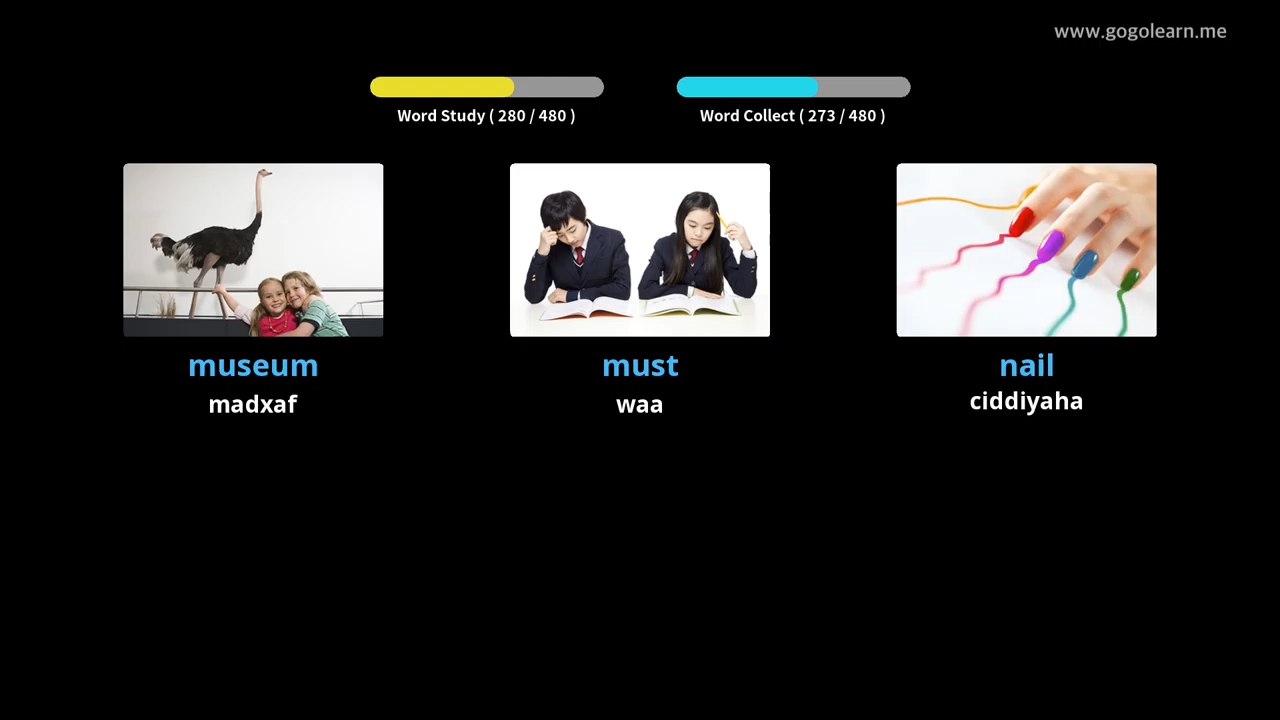 www.gogolearn.me
Word Study ( 280 / 480 )
Word Collect ( 273 / 480 )
museum
madxaf
must
waa
nail
ciddiyaha